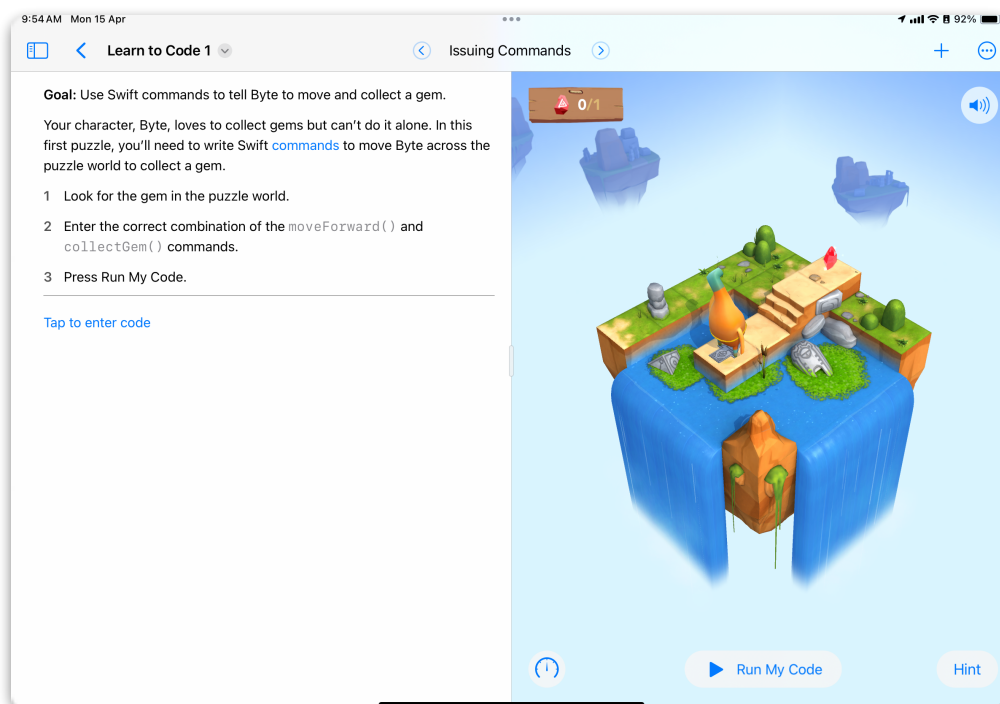 9:54 AM Mon 15 Apr
92%
Learn to Code 1
Issuing Commands
Goal: Use Swift commands to tell Byte to move and collect a gem.
Your character, Byte, loves to collect gems but can’t do it alone. In this
first puzzle, you’ll need to write Swift commands to move Byte across the
puzzle world to collect a gem.
1 Look for the gem in the puzzle world.
2 Enter the correct combination of the moveForward() and
collectGem() commands.
3 Press Run My Code.
Tap to enter code
0/1
Run My Code
Hint